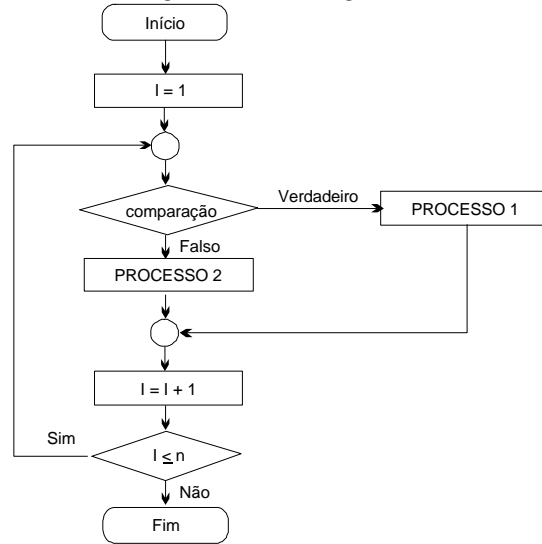 Início
I = 1
comparação
Verdadeiro
PROCESSO 1
Falso
PROCESSO 2
I = I + 1
Sim
I ≤ n
Não
Fim